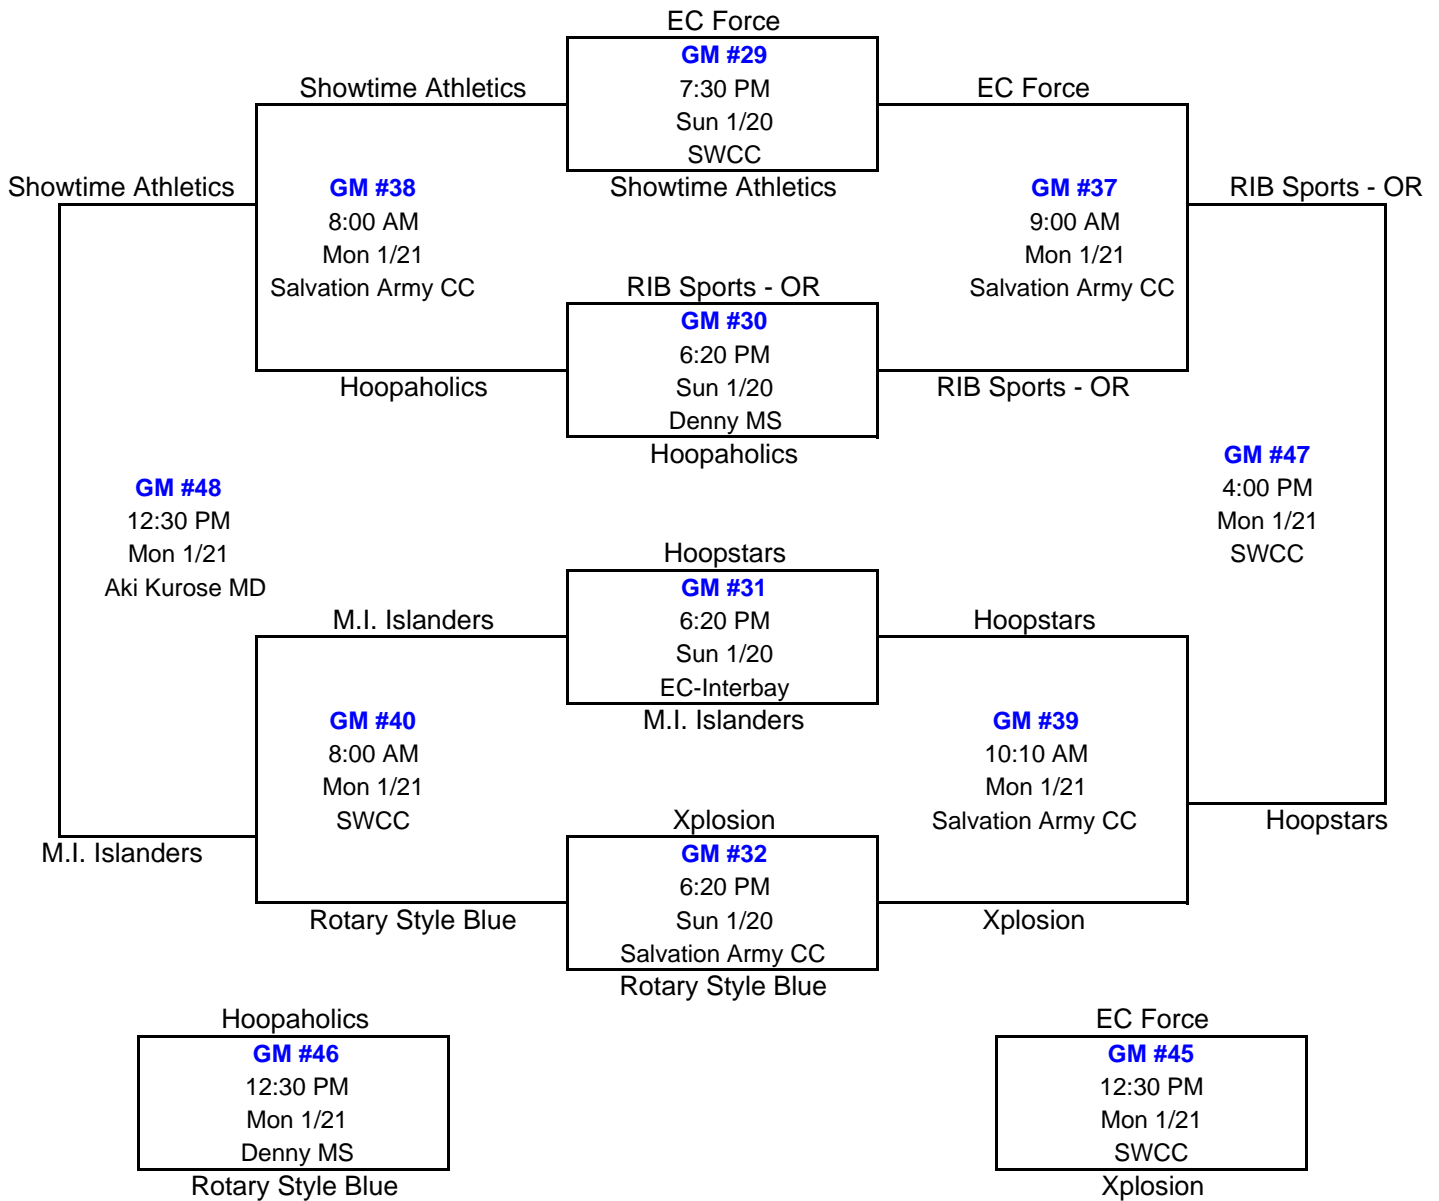 EC Force
GM #29
7:30 PM
Sun 1/20
SWCC
Showtime Athletics
Showtime Athletics
EC Force
Showtime Athletics
GM #38
8:00 AM
Mon 1/21
Salvation Army CC
GM #37
9:00 AM
Mon 1/21
Salvation Army CC
RIB Sports - OR
RIB Sports - OR
GM #30
6:20 PM
Sun 1/20
Denny MS
Hoopaholics
Hoopaholics
RIB Sports - OR
GM #48
12:30 PM
Mon 1/21
Aki Kurose MD
GM #47
4:00 PM
Mon 1/21
SWCC
Hoopstars
GM #31
6:20 PM
Sun 1/20
EC-Interbay
M.I. Islanders
M.I. Islanders
Hoopstars
GM #40
8:00 AM
Mon 1/21
SWCC
GM #39
10:10 AM
Mon 1/21
Salvation Army CC
M.I. Islanders
Hoopstars
Xplosion
GM #32
6:20 PM
Sun 1/20
Salvation Army CC
Rotary Style Blue
Rotary Style Blue
Xplosion
Hoopaholics
GM #46
12:30 PM
Mon 1/21
Denny MS
Rotary Style Blue
EC Force
GM #45
12:30 PM
Mon 1/21
SWCC
Xplosion